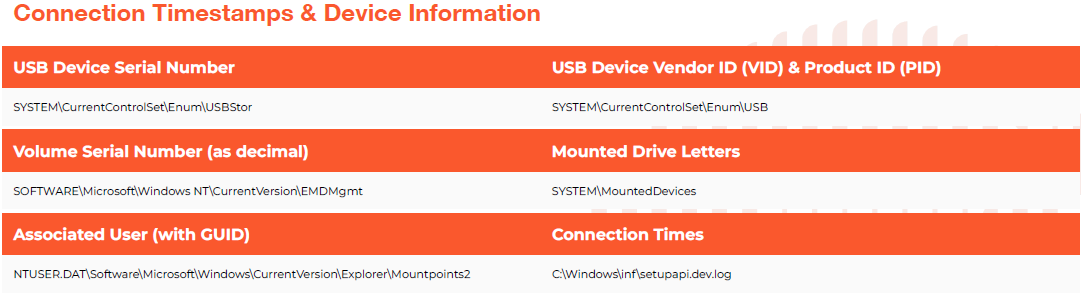 Connection Timestamps & Device Information
USB Device Serial Number
USB Device Vendor ID (VID) & Product ID (PID)
SYSTEM\CurrentControlSet\Enum\USBStor
SYSTEM\CurrentControlSet\Enum\USB
Volume Serial Number (as decimal)
Mounted Drive Letters
SOFTWARE\Microsoft\Windows NT\CurrentVersion\EMDMgmt
SYSTEM\MountedDevices
Associated User (with GUID)
Connection Times
NTUSER.DAT\Software\Microsoft\Windows\CurrentVersion\Explorer\Mountpoints2
C:\Windows\inf\setupapi.dev.log